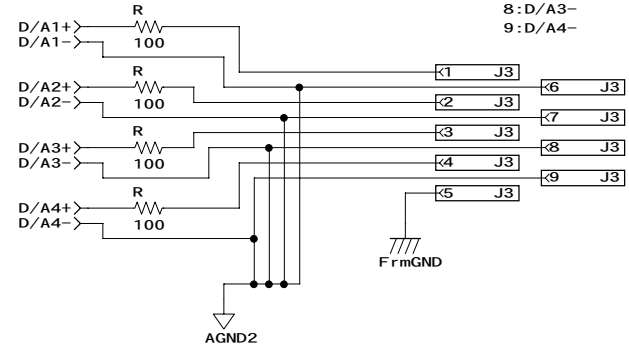 8:D/A3-
9:D/A4-
R
D/A1+
D/A1-
100
1 J3
R
6 J3
D/A2+
D/A2-
100
2 J3
7 J3
R
3 J3
D/A3+
D/A3-
100
8 J3
4 J3
9 J3
R
5 J3
D/A4+
D/A4-
100
FrmGND
AGND2